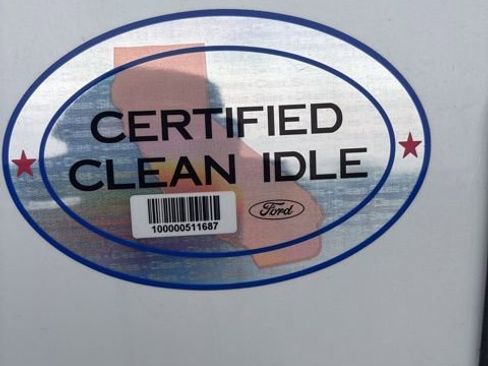 CERTIFIED
CLEAN IDLE
100000511687
Ford